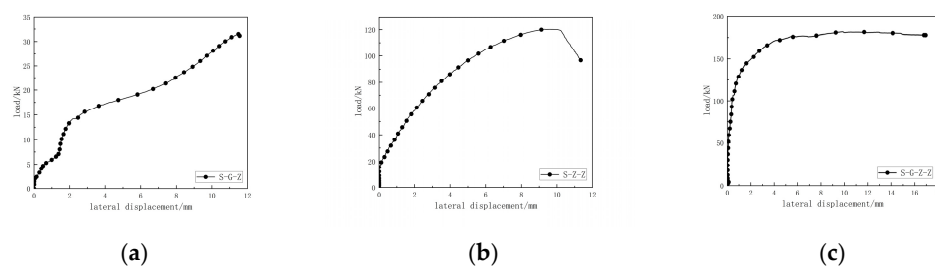 35
30
25
20
15
10
5
0
load/kN
0 2 4 6 8 10 12
lateral displacement/mm
S-G-Z
(a)
120
100
80
60
40
20
0
load/kN
0 2 4 6 8 10 12
lateral displacement/mm
S-Z-Z
(b)
200
150
100
50
0
load/kN
0 2 4 6 8 10 12 14 16
lateral displacement/mm
S-G-Z-Z
(c)